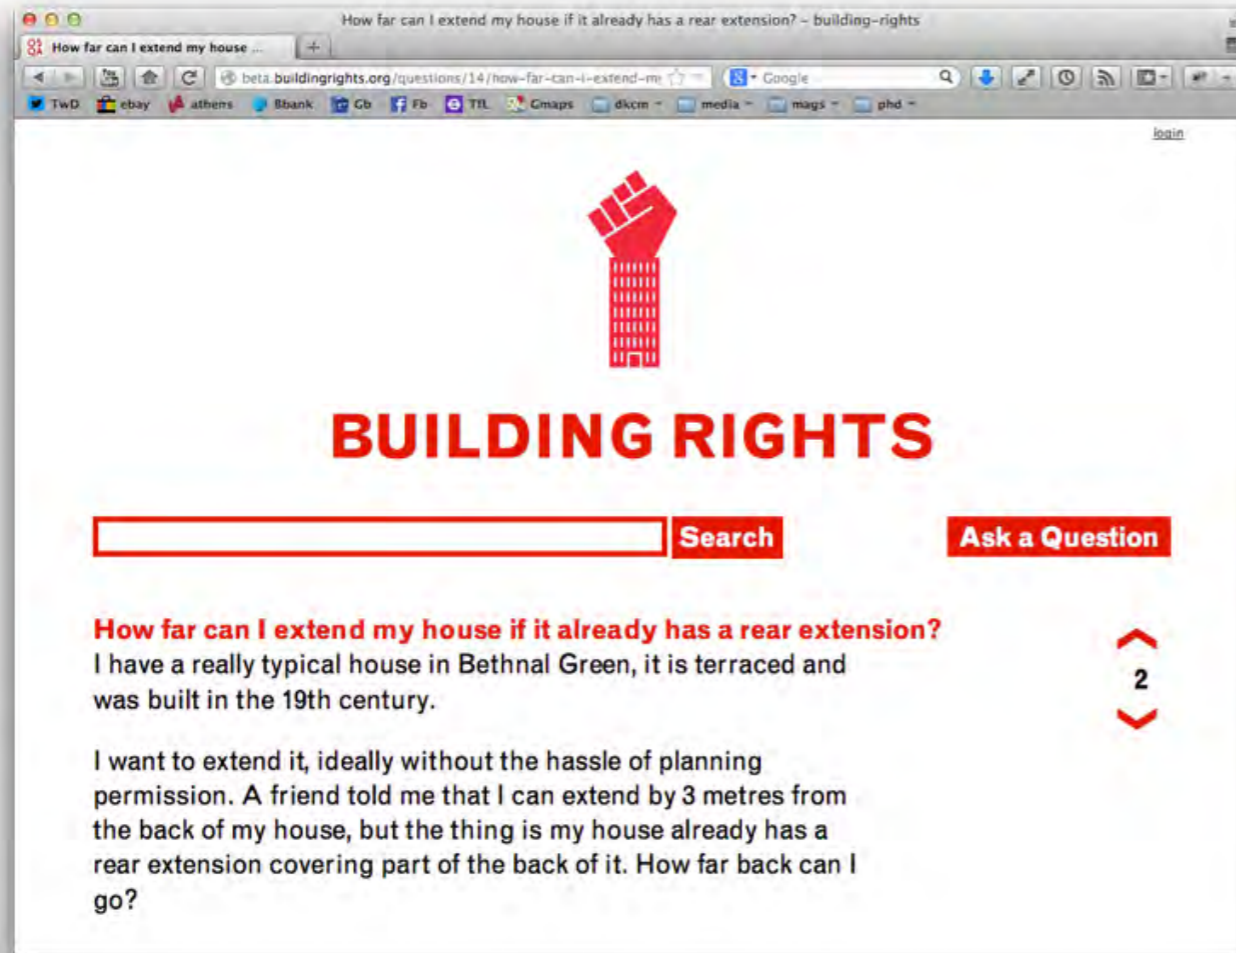 How far can I extend my house if it already has a rear extension? – building-rights
How far can I extend my house ...
beta.buildingrights.org/questions/14/how-far-can-i-extend-m
Google
TwD ebay athens Bbank Gb Fb TfL Gmaps dkcm media mags phd
login
BUILDING RIGHTS
Search Ask a Question
How far can I extend my house if it already has a rear extension?
I have a really typical house in Bethnal Green, it is terraced and
was built in the 19th century.
2
I want to extend it, ideally without the hassle of planning
permission. A friend told me that I can extend by 3 metres from
the back of my house, but the thing is my house already has a
rear extension covering part of the back of it. How far back can I
go?